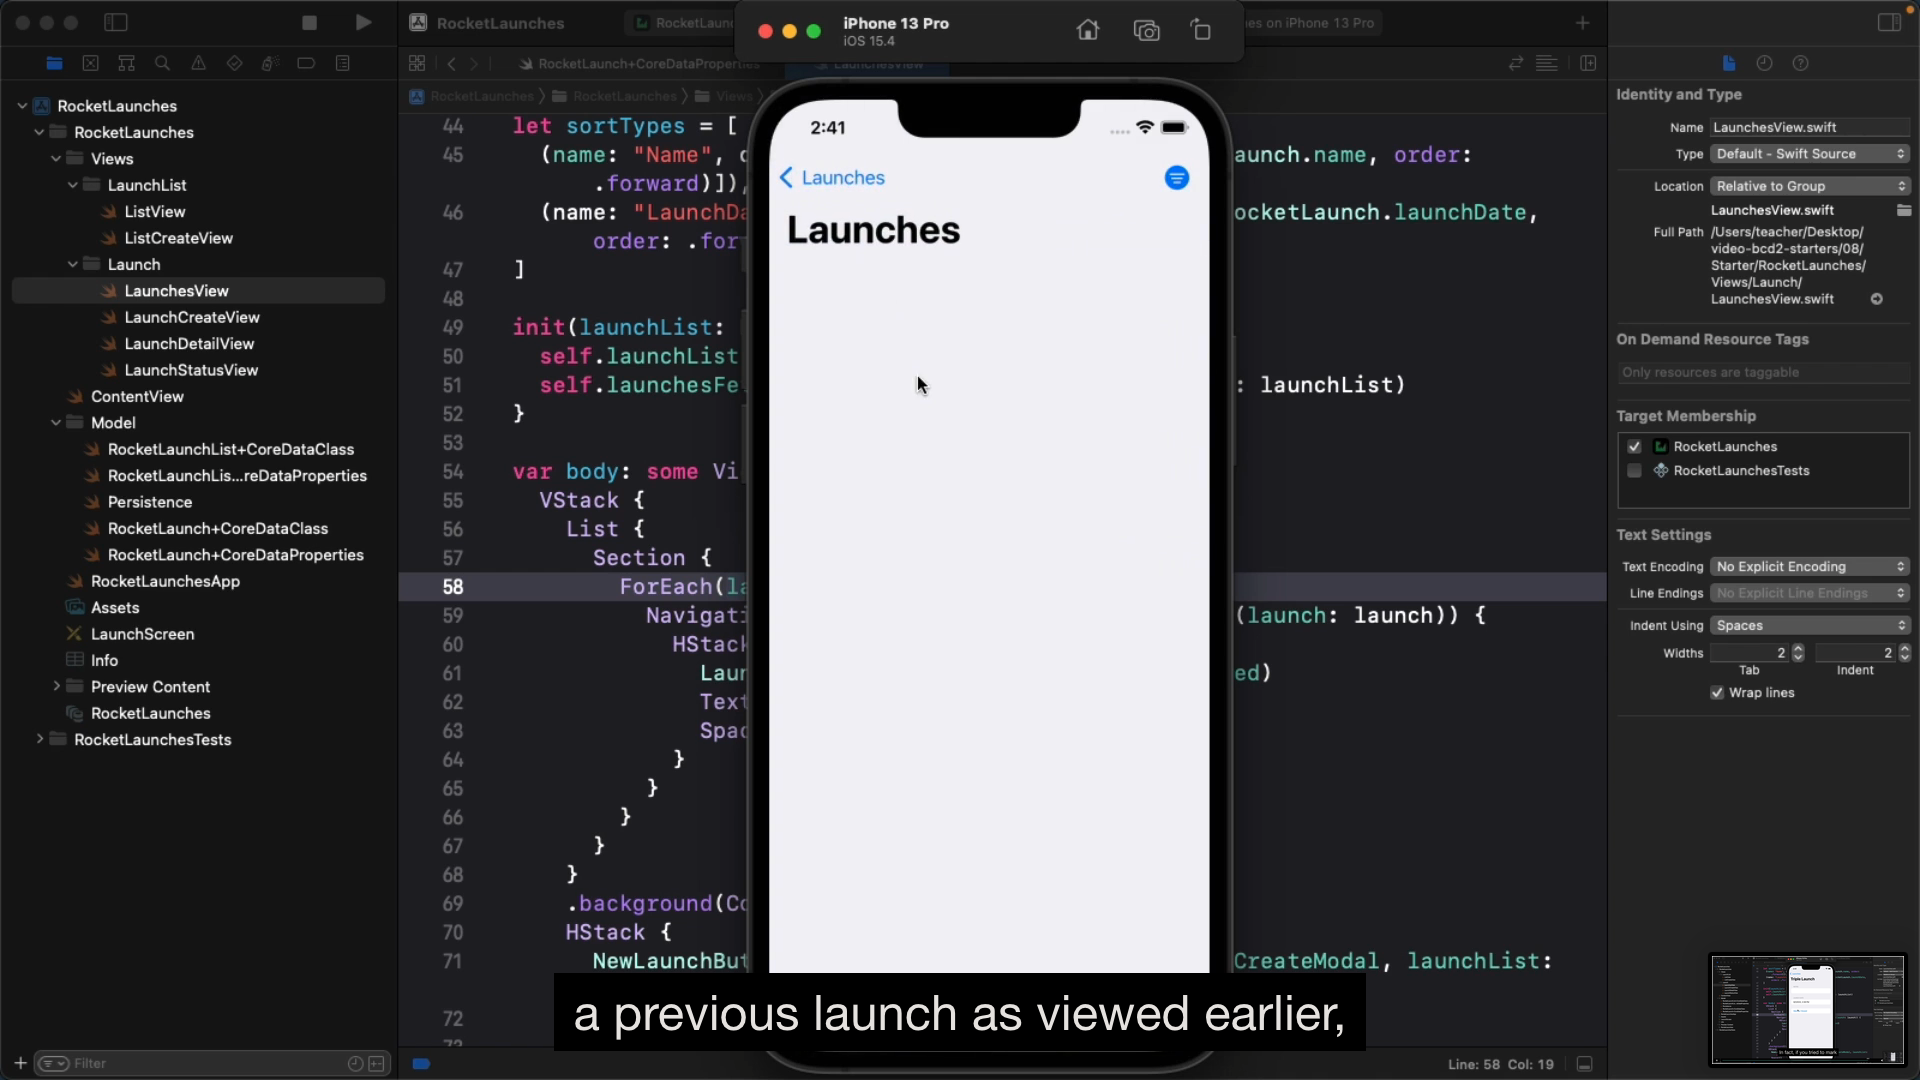 RocketLaunches
RocketLaun
iPhone 13 Pro
iOS 15.4
es on iPhone 13 Pro
RocketLaunch+CoreDataProperties
LaunchesView
RocketLaunches
RocketLaunches
Views
RocketLaunches
RocketLaunches
Views
LaunchList
ListView
ListCreateView
Launch
LaunchesView
LaunchCreateView
LaunchDetailView
LaunchStatusView
ContentView
Model
RocketLaunchList+CoreDataClass
RocketLaunchLis...reDataProperties
Persistence
RocketLaunch+CoreDataClass
RocketLaunch+CoreDataProperties
RocketLaunchesApp
Assets
LaunchScreen
Info
Preview Content
RocketLaunches
RocketLaunchesTests
Filter
44 let sortTypes = [
45 (name: "Name", aunch.name, order:
.forward)]),
46 (name: "LaunchDa ocketLaunch.launchDate,
order: .for
47 ]
48
49 init(launchList:
50 self.launchList
51 self.launchesFe : launchList)
52 }
53
54 var body: some Vi
55 VStack {
56 List {
57 Section {
58 ForEach(la
59 Navigati (launch: launch)) {
60 HStack
61 Laun ed)
62 Text
63 Spac
64 }
65 }
66 }
67 }
68 }
69 .background(Co
70 HStack {
71 NewLaunchBut CreateModal, launchList:
72
2:41
Launches
Launches
a previous launch as viewed earlier,
Line: 58 Col: 19
Identity and Type
Name LaunchesView.swift
Type Default - Swift Source
Location Relative to Group
LaunchesView.swift
Full Path /Users/teacher/Desktop/
video-bcd2-starters/08/
Starter/RocketLaunches/
Views/Launch/
LaunchesView.swift
On Demand Resource Tags
Only resources are taggable
Target Membership
RocketLaunches
RocketLaunchesTests
Text Settings
Text Encoding No Explicit Encoding
Line Endings No Explicit Line Endings
Indent Using Spaces
Widths 2 2
Tab Indent
Wrap lines